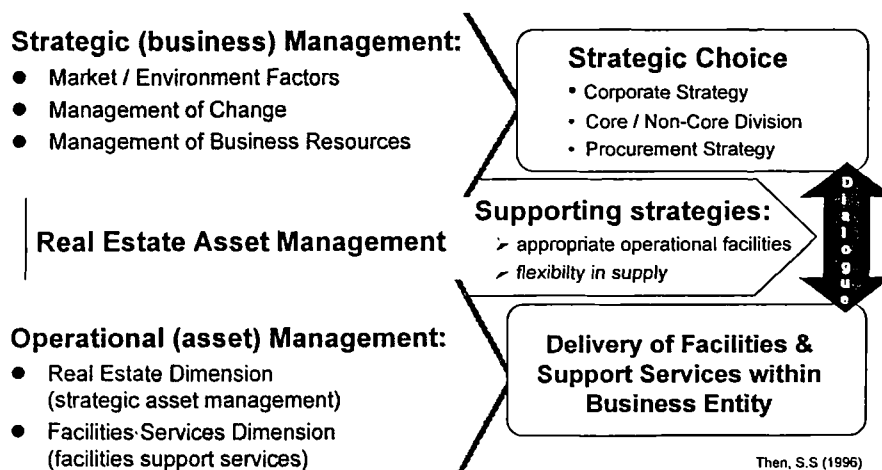 Strategic (business) Management:
● Market / Environment Factors
● Management of Change
● Management of Business Resources
Strategic Choice
• Corporate Strategy
• Core / Non-Core Division
• Procurement Strategy
Real Estate Asset Management
Supporting strategies:
➢ appropriate operational facilities
➢ flexibilty in supply
Dialogue
Operational (asset) Management:
● Real Estate Dimension
(strategic asset management)
● Facilities·Services Dimension
(facilities support services)
Delivery of Facilities &
Support Services within
Business Entity
Then, S.S (1996)